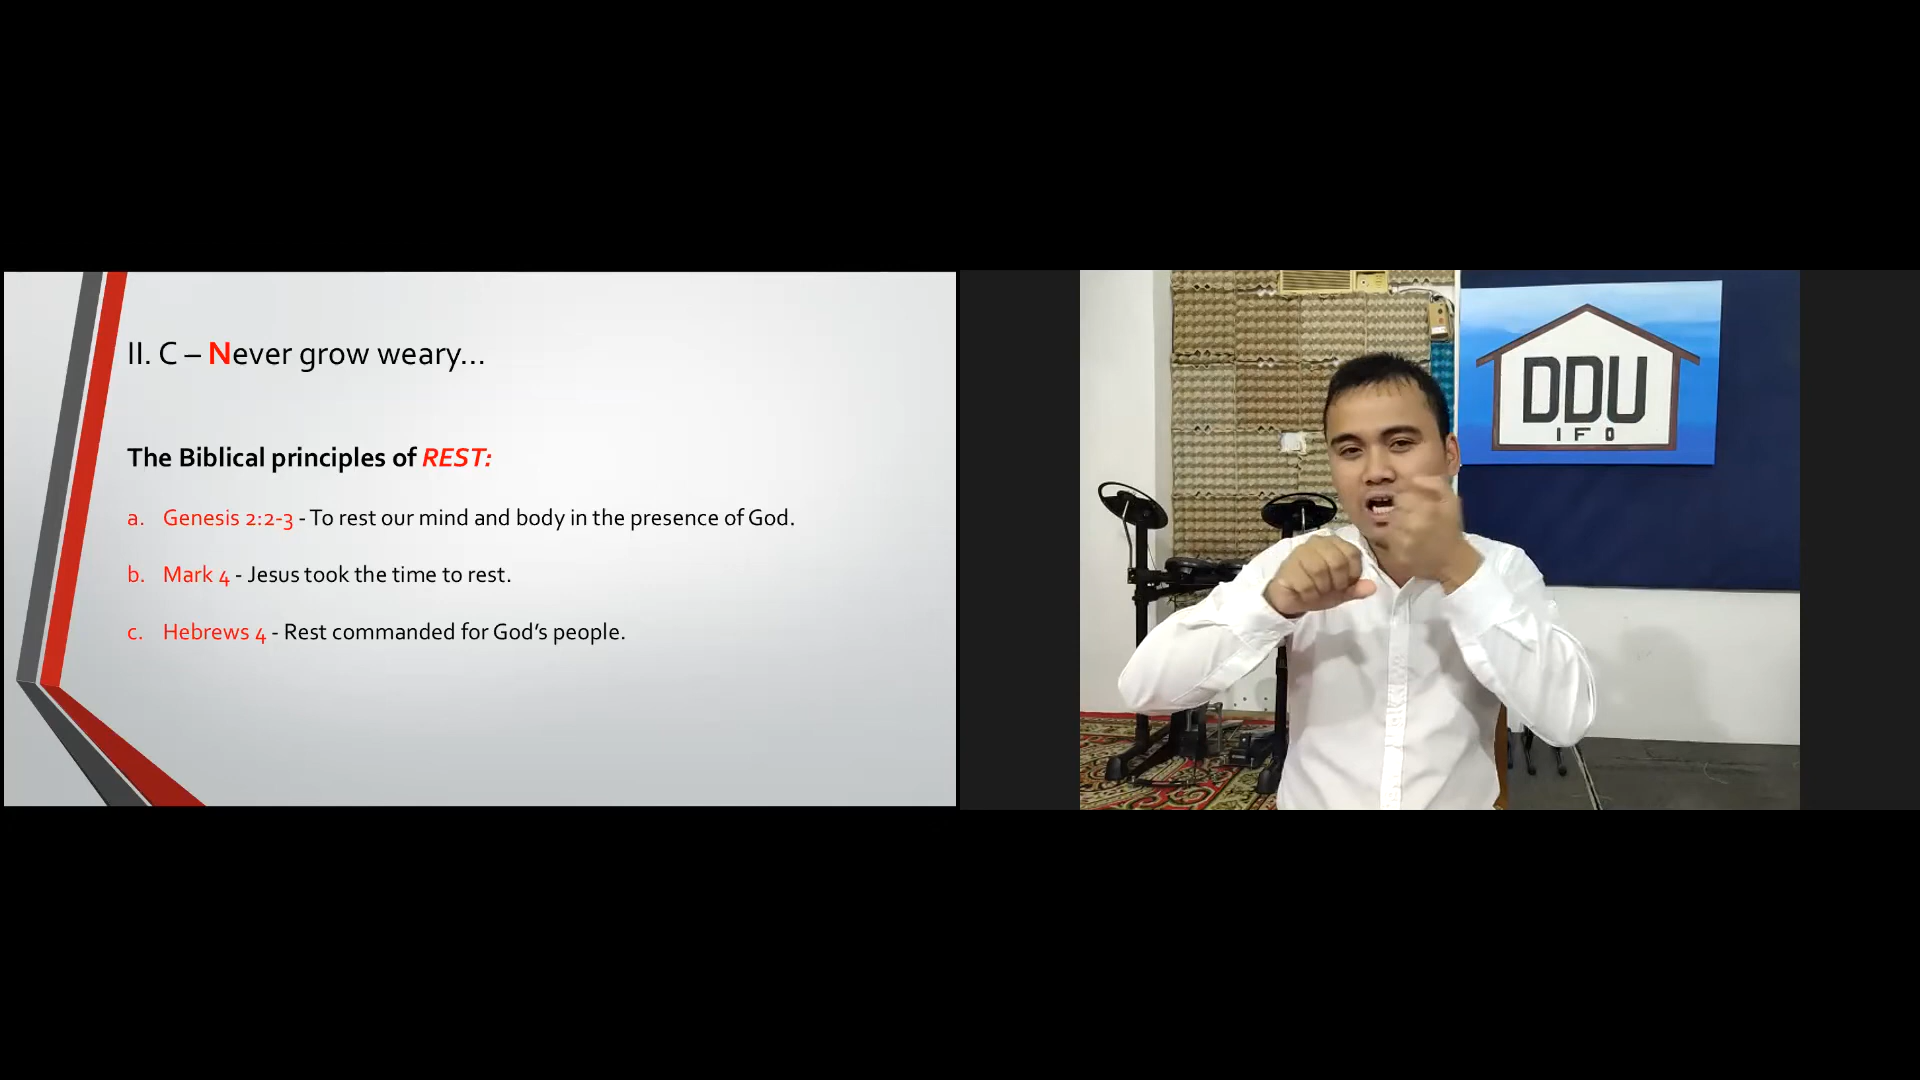 II. C – Never grow weary...
The Biblical principles of REST:
a. Genesis 2:2-3 - To rest our mind and body in the presence of God.
b. Mark 4 - Jesus took the time to rest.
c. Hebrews 4 - Rest commanded for God’s people.
DDU
IFO